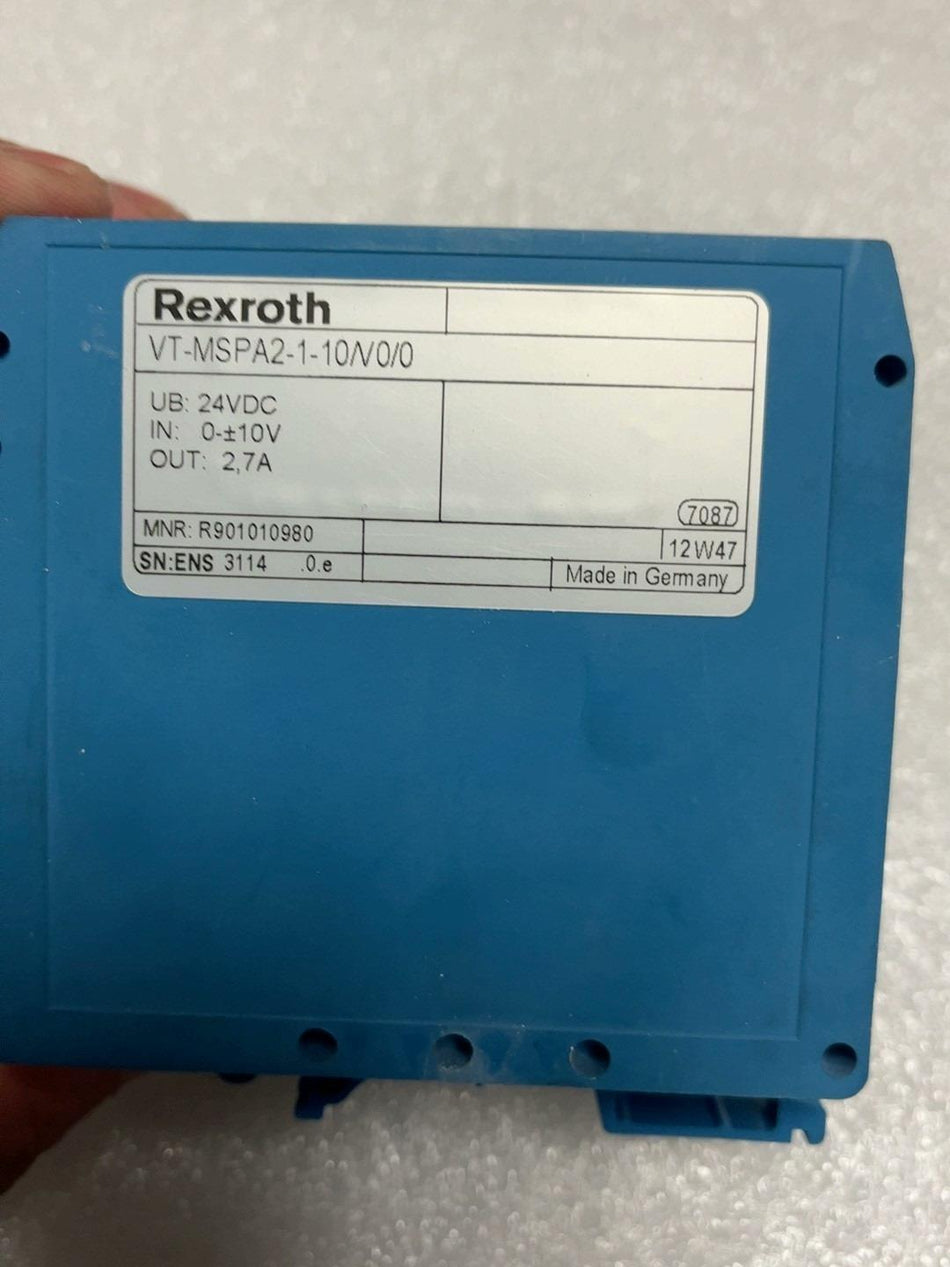 Rexroth
VT-MSPA2-1-10/V0/0
UB: 24VDC
IN: 0-±10V
OUT: 2,7A
7087
MNR: R901010980
12W47
SN:ENS 3114 .0.e
Made in Germany